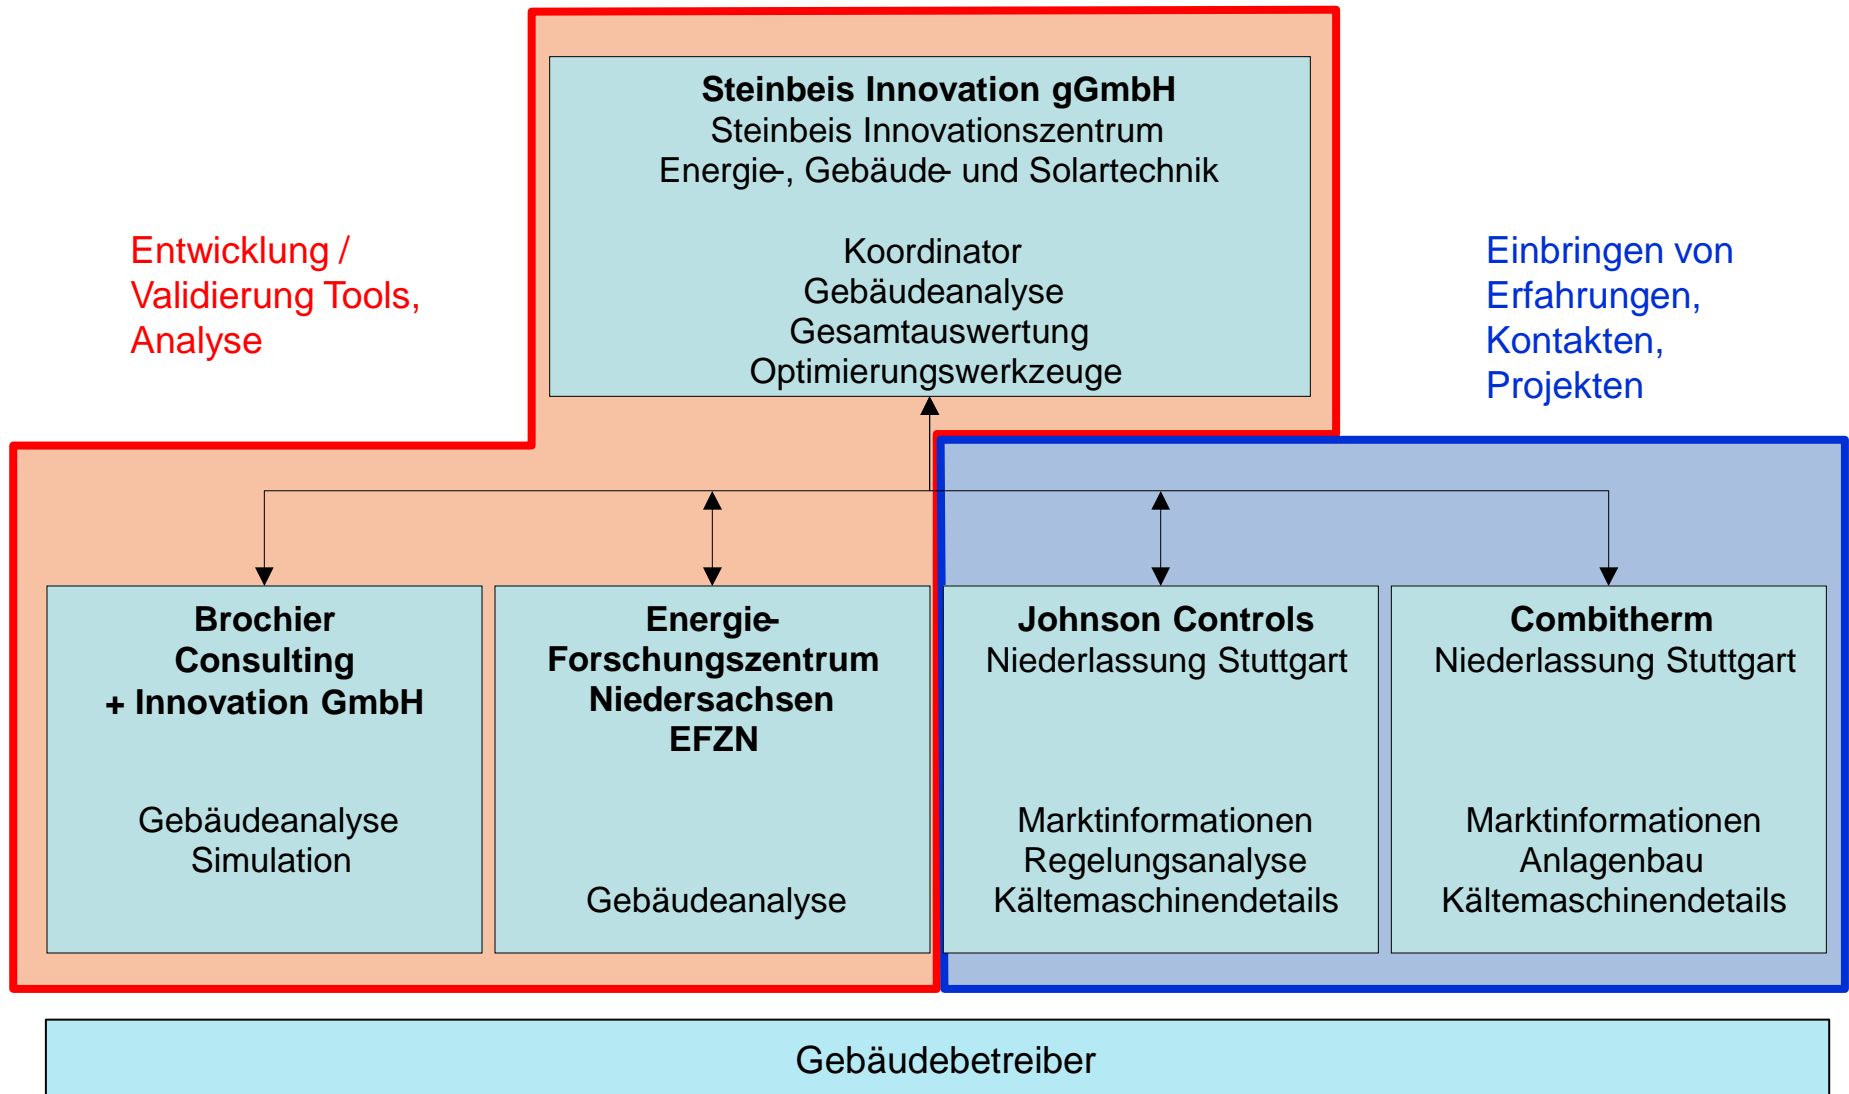 Steinbeis Innovation gGmbH
Steinbeis Innovationszentrum
Energie-, Gebäude- und Solartechnik
Koordinator
Gebäudeanalyse
Gesamtauswertung
Optimierungswerkzeuge
Entwicklung /
Validierung Tools,
Analyse
Einbringen von
Erfahrungen,
Kontakten,
Projekten
Brochier
Consulting
+ Innovation GmbH
Gebäudeanalyse
Simulation
Energie-
Forschungszentrum
Niedersachsen
EFZN
Gebäudeanalyse
Johnson Controls
Niederlassung Stuttgart
Marktinformationen
Regelungsanalyse
Kältemaschinendetails
Combitherm
Niederlassung Stuttgart
Marktinformationen
Anlagenbau
Kältemaschinendetails
Gebäudebetreiber